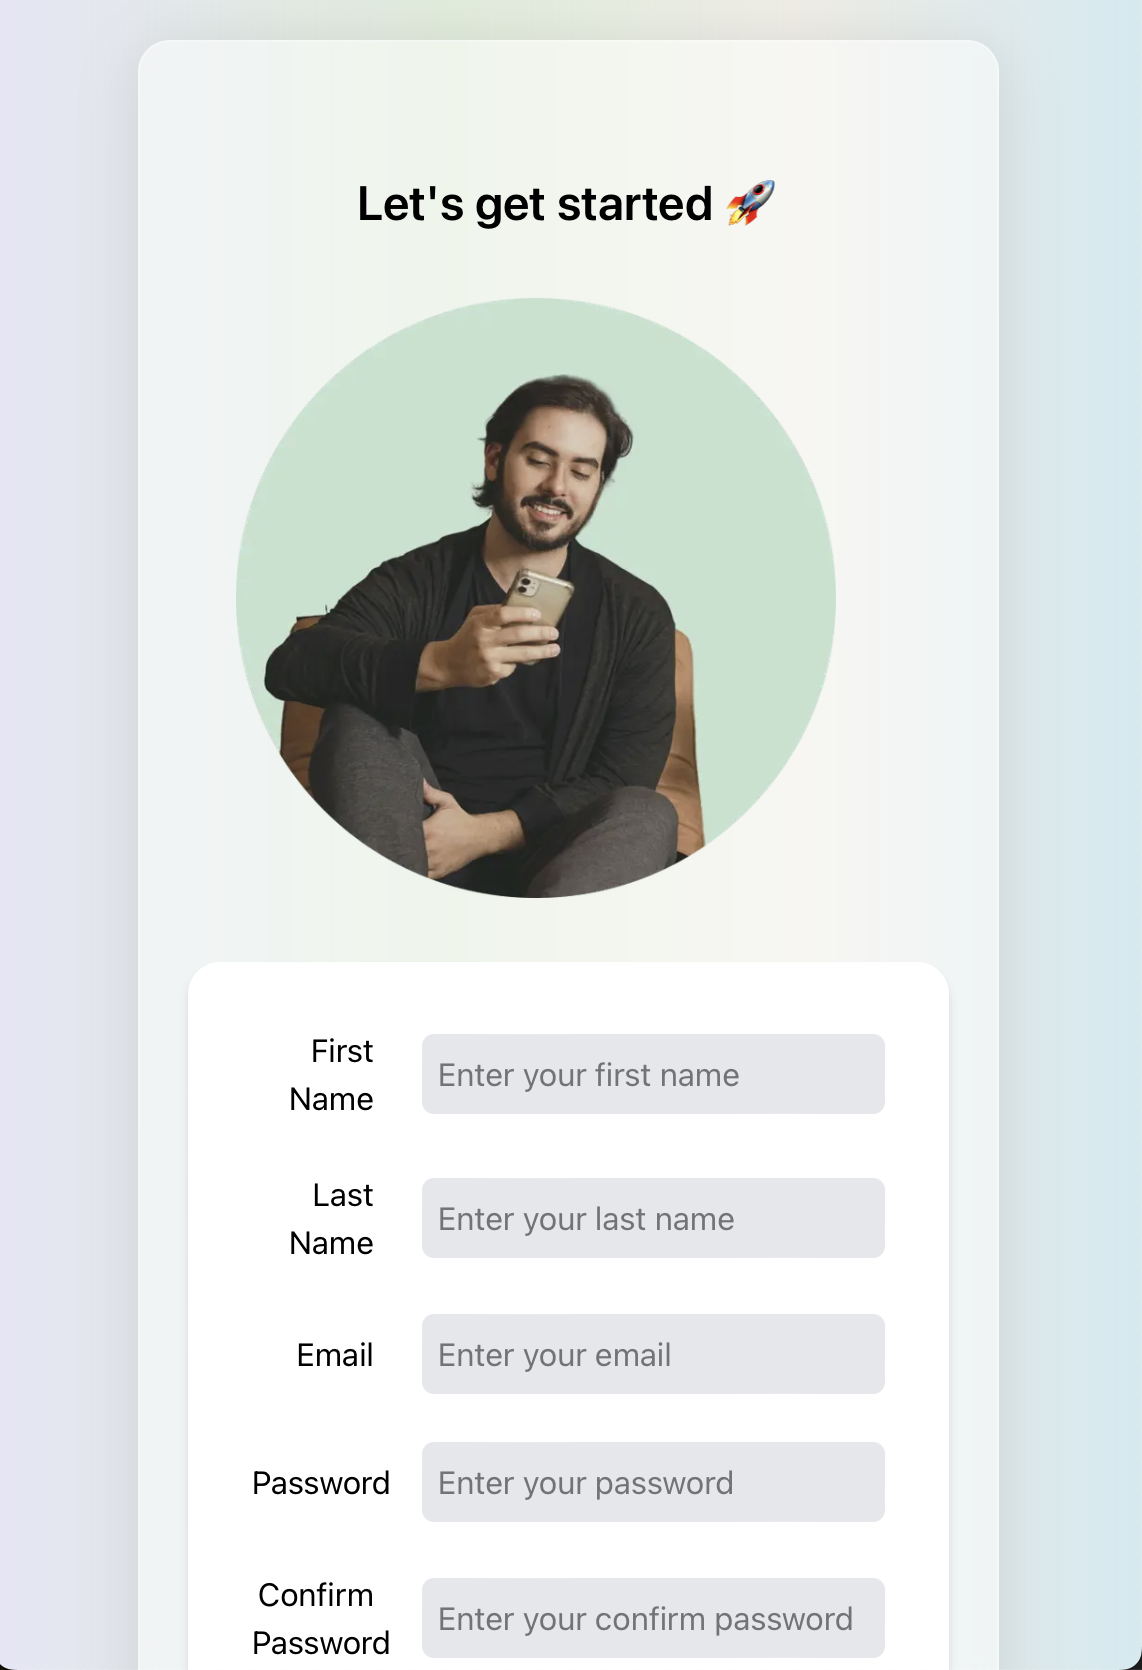 Let's get started 🚀
First
Name
Enter your first name
Last
Name
Enter your last name
Email
Enter your email
Password
Enter your password
Confirm
Password
Enter your confirm password